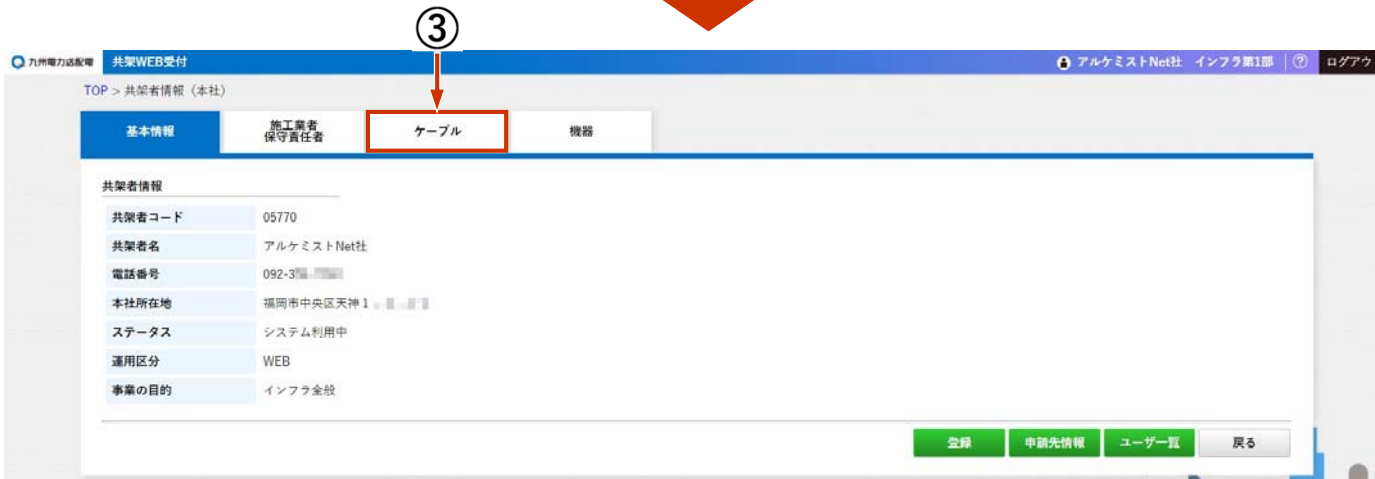 ③
九州電力送配電 共架WEB受付 アルケミストNet社 インフラ第1部 ? ログアウ
TOP > 共架者情報（本社）
基本情報 施工業者 保守責任者 ケーブル 機器
共架者情報
共架者コード 05770
共架者名 アルケミストNet社
電話番号 092-3
本社所在地 福岡市中央区天神1
ステータス システム利用中
運用区分 WEB
事業の目的 インフラ全般
登録 申請先情報 ユーザー覧 戻る